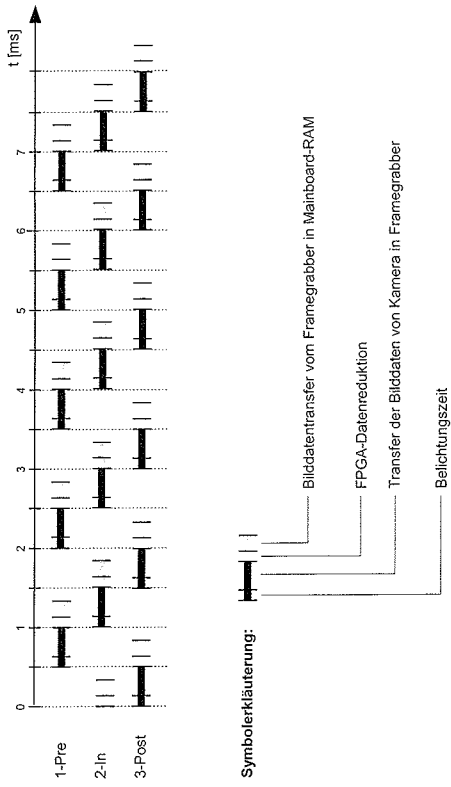 t [ms]
0
1
2
3
4
5
6
7
1-Pre
2-In
3-Post
Symbolerkläuterung:
Bilddatentransfer vom Framegrabber in Mainboard-RAM
FPGA-Datenreduktion
Transfer der Bilddaten von Kamera in Framegrabber
Belichtungszeit